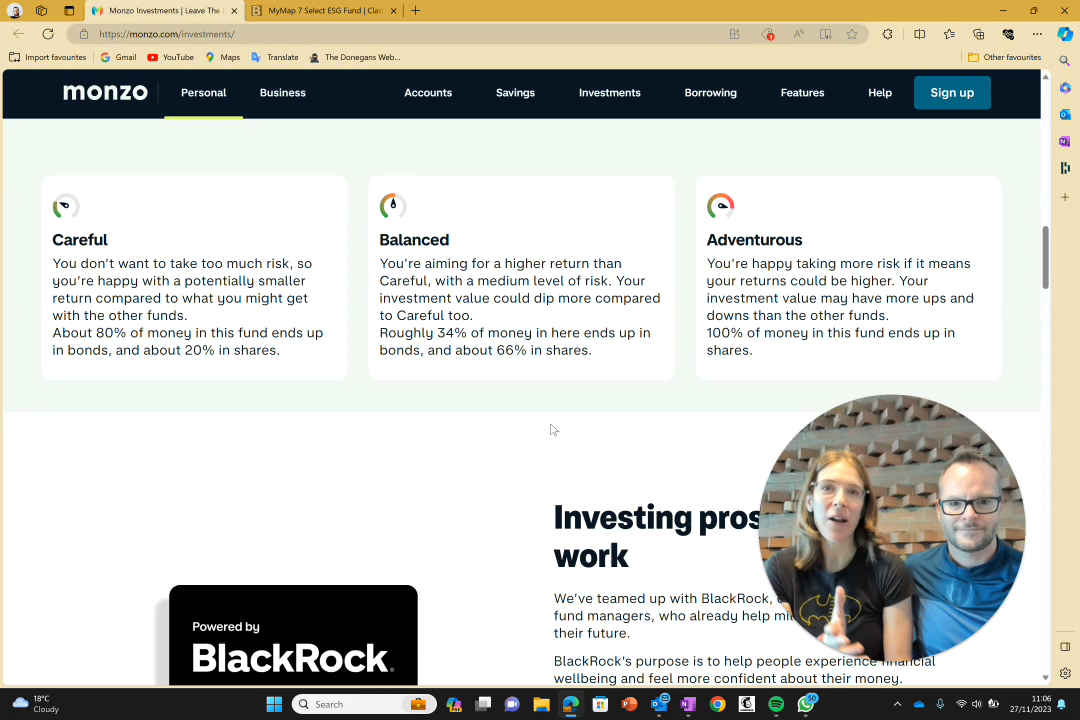 Monzo Investments | Leave The
MyMap 7 Select ESG Fund | Clas
https://monzo.com/investments/
1
Import favourites
Gmail
YouTube
Maps
Translate
The Donegans Web...
Other favourites
monzo
Personal
Business
Accounts
Savings
Investments
Borrowing
Features
Help
Sign up
Careful
You don't want to take too much risk, so
you're happy with a potentially smaller
return compared to what you might get
with the other funds.
About 80% of money in this fund ends up
in bonds, and about 20% in shares.
Balanced
You're aiming for a higher return than
Careful, with a medium level of risk. Your
investment value could dip more compared
to Careful too.
Roughly 34% of money in here ends up in
bonds, and about 66% in shares.
Adventurous
You're happy taking more risk if it means
your returns could be higher. Your
investment value may have more ups and
downs than the other funds.
100% of money in this fund ends up in
shares.
Investing pros
work
We've teamed up with BlackRock,
fund managers, who already help
their future.
BlackRock's purpose is to help people experience financial
wellbeing and feel more confident about their money.
Powered by
BlackRock
18°C
Cloudy
Search
50
11:06
27/11/2023